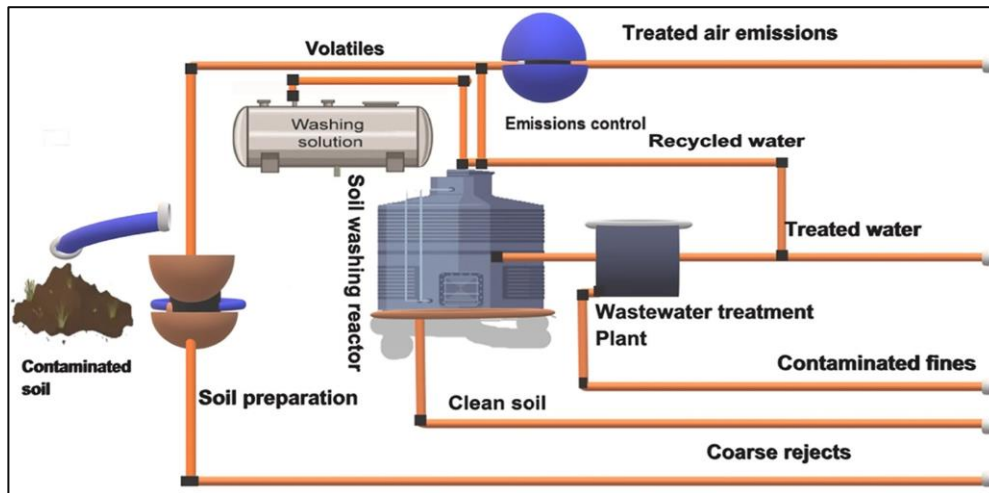 Volatiles
Treated air emissions
Washing
solution
Emissions control
Recycled water
Soil washing reactor
Treated water
Wastewater treatment
Plant
Contaminated
soil
Contaminated fines
Soil preparation
Clean soil
Coarse rejects